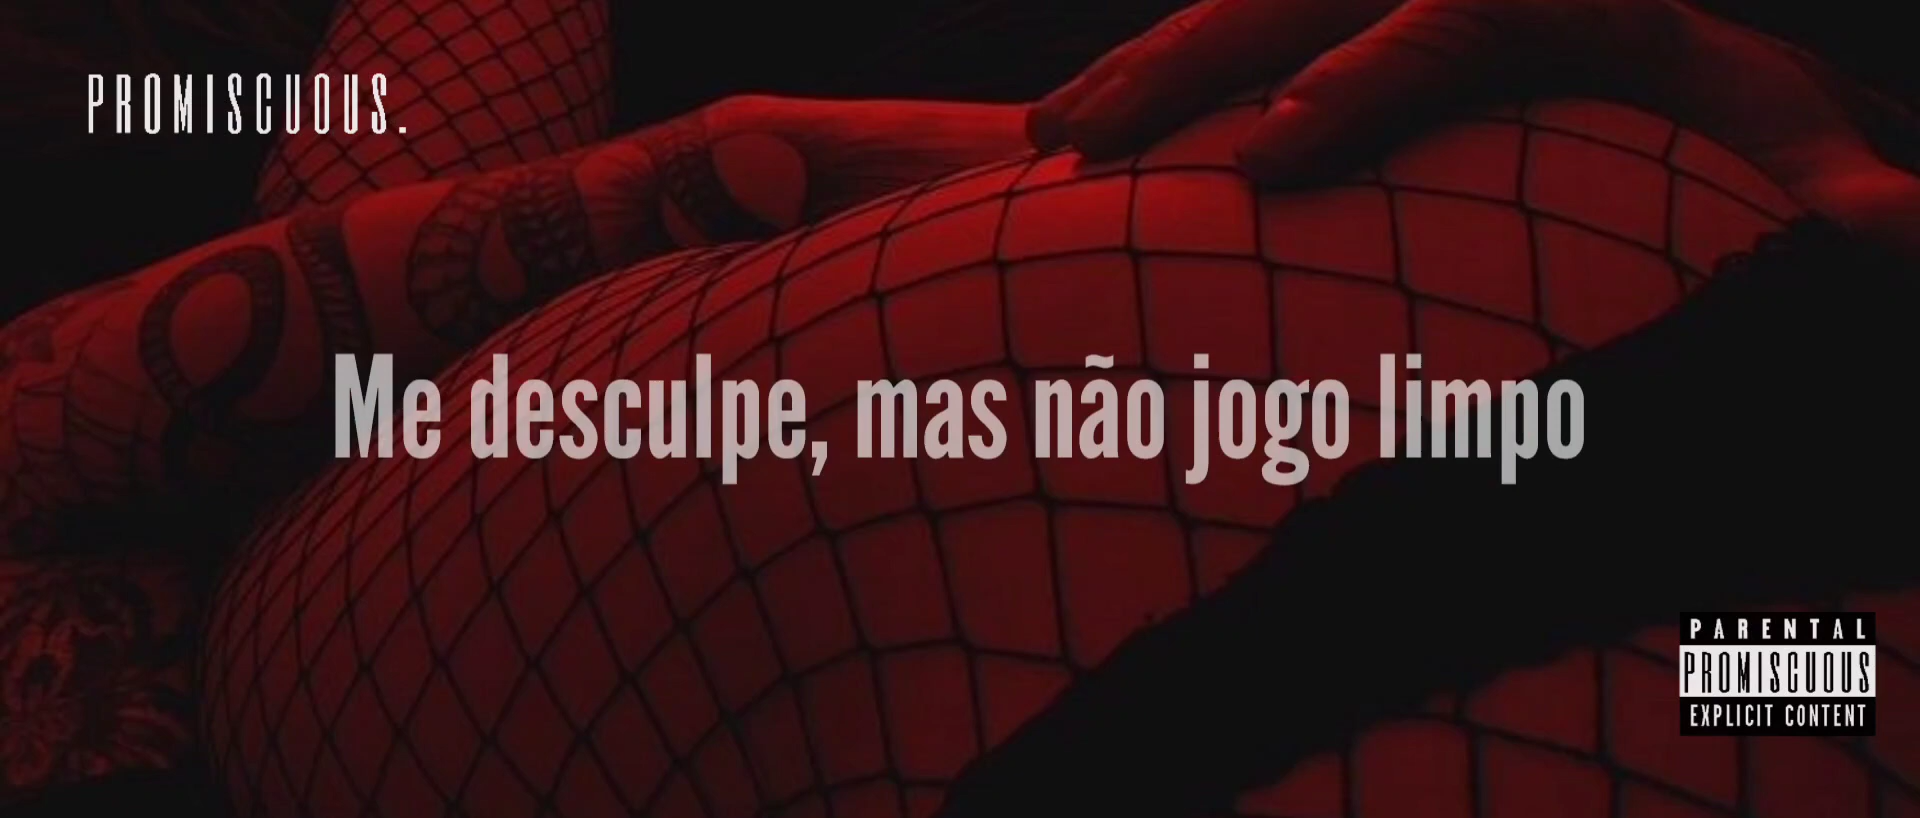 PROMISCUOUS.
Me desculpe, mas não jogo limpo
PARENTAL
PROMISCUOUS
EXPLICIT CONTENT